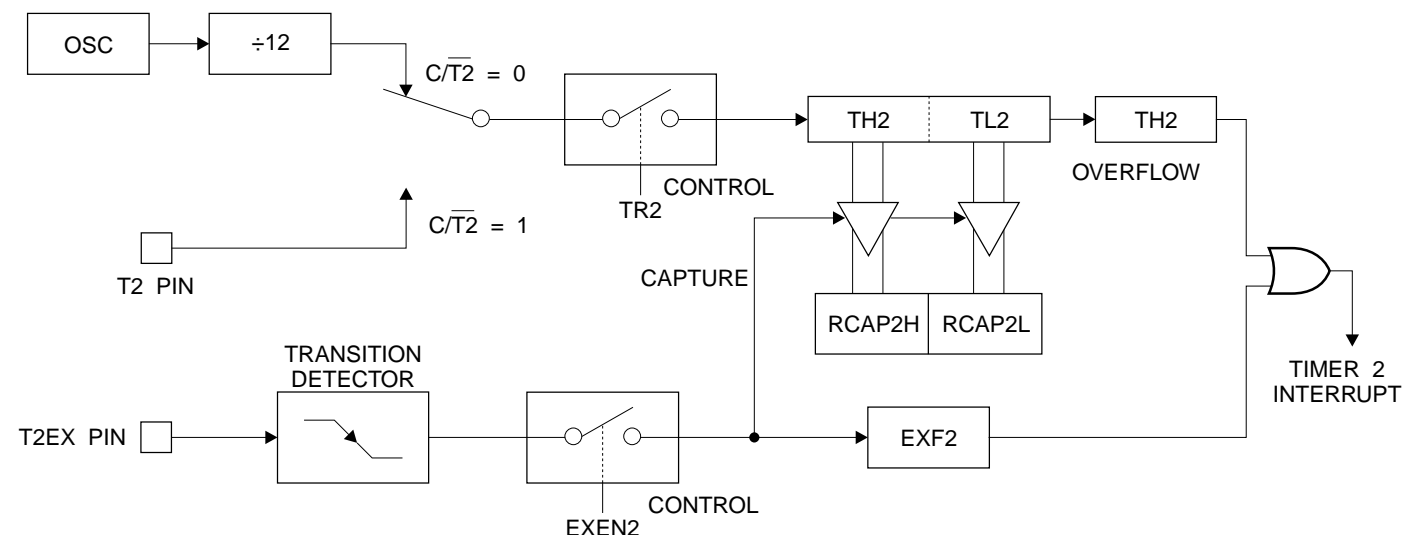 OSC
÷12
C/T2̅ = 0
TH2
TL2
TH2
OVERFLOW
CONTROL
TR2
C/T2̅ = 1
T2 PIN
CAPTURE
RCAP2H
RCAP2L
TRANSITION
DETECTOR
TIMER 2
INTERRUPT
T2EX PIN
EXF2
CONTROL
EXEN2